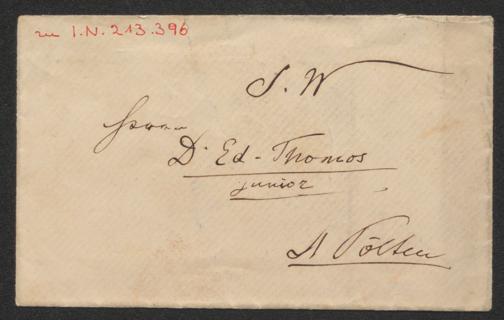 zu I.N. 213.396
S. W
Herrn
Dr Ed. Thomas
junior
St Pölten